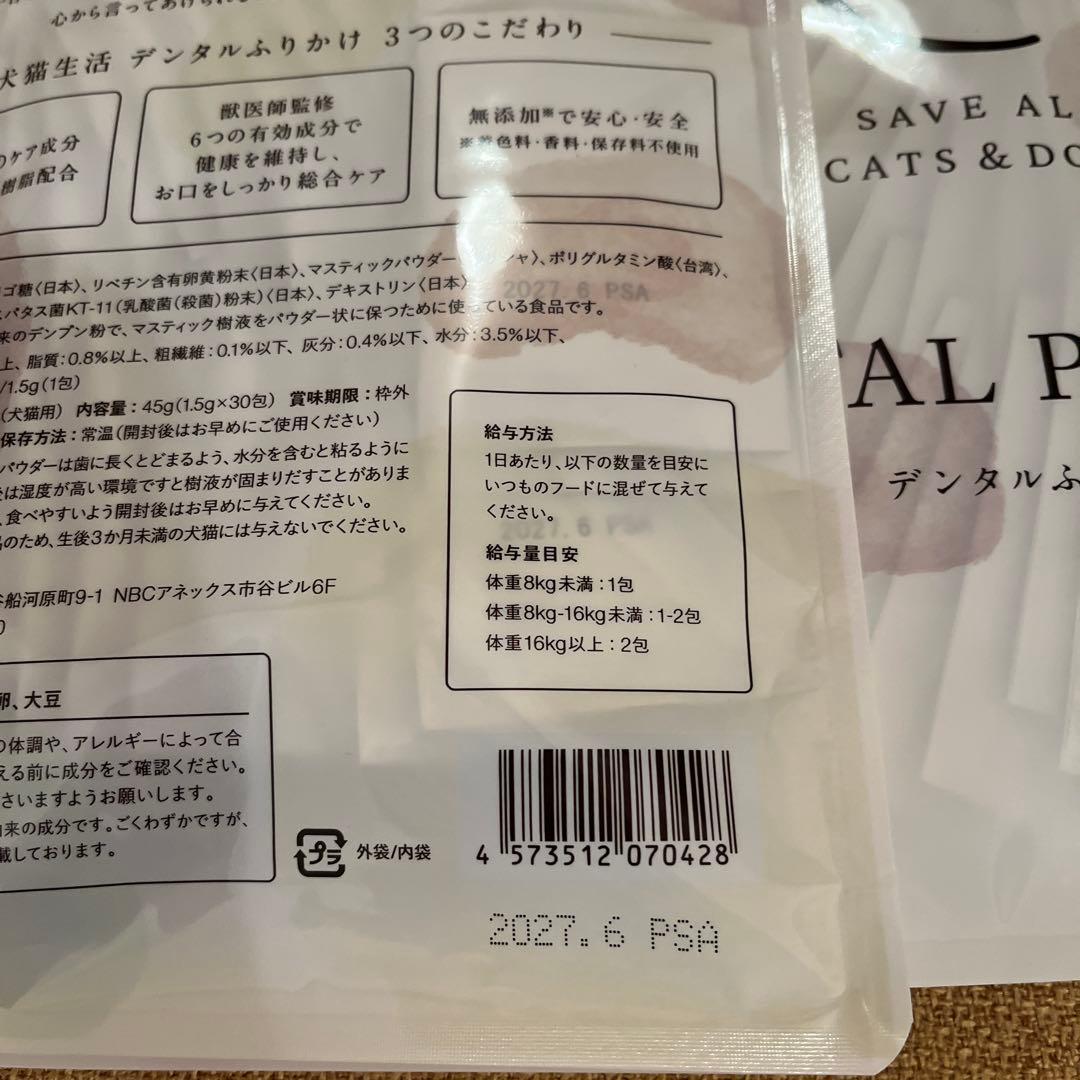 心から言ってあげられる
犬猫生活 デンタルふりかけ 3つのこだわり
のケア成分
樹脂配合
獣医師監修
6つの有効成分で
健康を維持し、
お口をしっかり総合ケア
無添加※で安心・安全
※着色料・香料・保存料不使用
ゴ糖〈日本〉、リベチン含有卵黄粉末〈日本〉、マスティックパウダー シャ〉、ポリグルタミン酸〈台湾〉、
スパタス菌KT-11(乳酸菌(殺菌)粉末)〈日本〉、デキストリン〈日本〉
来のデンプン粉で、マスティック樹液をパウダー状に保つために使っている食品です。
上、脂質:0.8%以上、粗繊維:0.1%以下、灰分:0.4%以下、水分:3.5%以下、
/1.5g(1包)
(犬猫用) 内容量:45g(1.5g×30包) 賞味期限:枠外
保存方法:常温(開封後はお早めにご使用ください)
パウダーは歯に長くとどまるよう、水分を含むと粘るように
後は湿度が高い環境ですと樹液が固まりだすことがありま
、食べやすいよう開封後はお早めに与えてください。
品のため、生後3か月未満の犬猫には与えないでください。
谷船河原町9-1 NBCアネックス市谷ビル6F
0
2027.6 PSA
2027.6 PSA
給与方法
1日あたり、以下の数量を目安に
いつものフードに混ぜて与えて
ください。
給与量目安
体重8kg未満:1包
体重8kg-16kg未満:1-2包
体重16kg以上:2包
卵、大豆
の体調や、アレルギーによって合
える前に成分をご確認ください。
さいますようお願いします。
由来の成分です。ごくわずかですが、
載しております。
プラ
外袋/内袋
4 573512 070428
2027.6 PSA
SAVE AL
CATS & DO
TAL P
デンタルふ